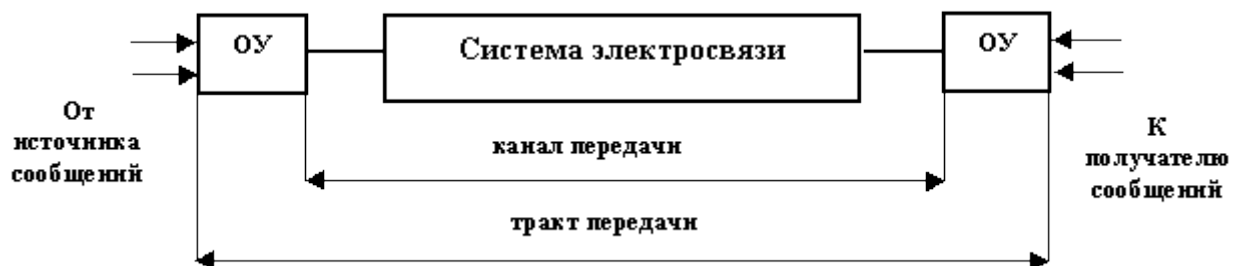 ОУ
Система электросвязи
ОУ
От
источника
сообщений
канал передачи
К
получателю
сообщений
тракт передачи